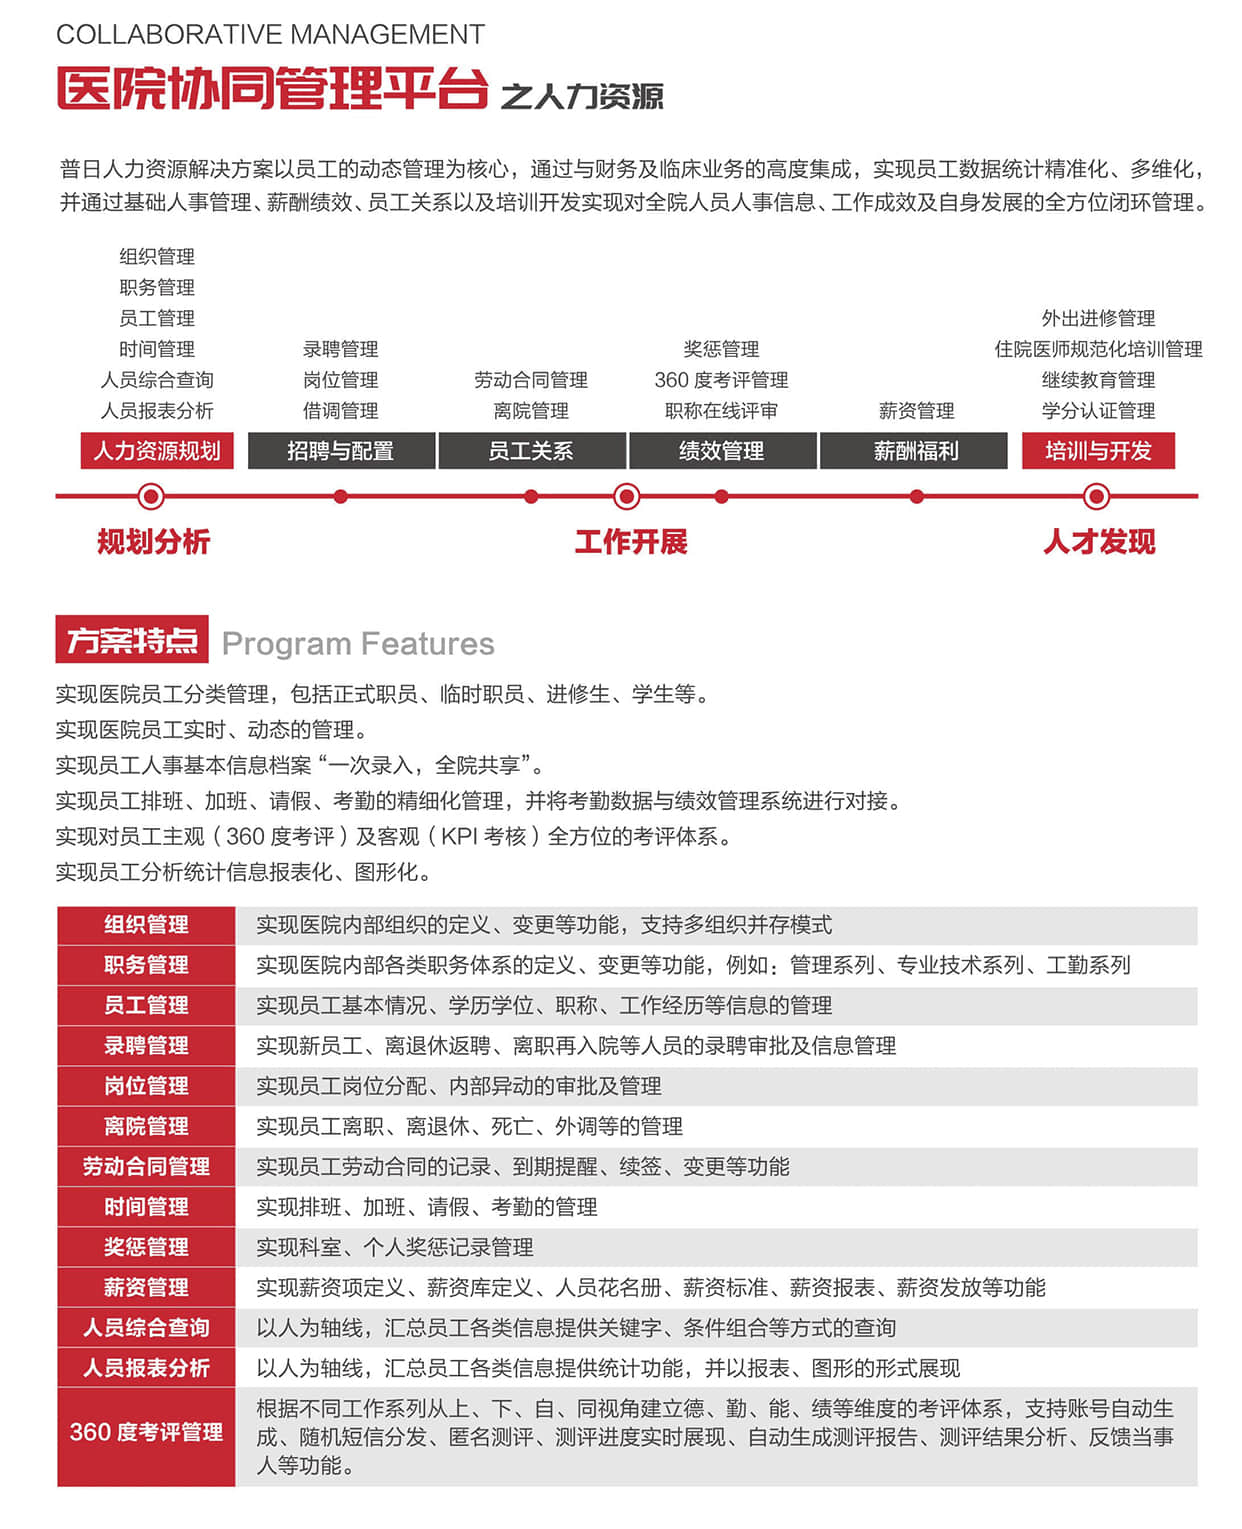 COLLABORATIVE MANAGEMENT
医院协同管理平台 之人力资源
普日人力资源解决方案以员工的动态管理为核心，通过与财务及临床业务的高度集成，实现员工数据统计精准化、多维化，
并通过基础人事管理、薪酬绩效、员工关系以及培训开发实现对全院人员人事信息、工作成效及自身发展的全方位闭环管理。
组织管理
职务管理
员工管理
时间管理
人员综合查询
人员报表分析
人力资源规划
录聘管理
岗位管理
借调管理
招聘与配置
劳动合同管理
离院管理
员工关系
奖惩管理
360 度考评管理
职称在线评审
绩效管理
薪资管理
薪酬福利
外出进修管理
住院医师规范化培训管理
继续教育管理
学分认证管理
培训与开发
规划分析
工作开展
人才发现
方案特点 Program Features
实现医院员工分类管理，包括正式职员、临时职员、进修生、学生等。
实现医院员工实时、动态的管理。
实现员工人事基本信息档案 “一次录入，全院共享”。
实现员工排班、加班、请假、考勤的精细化管理，并将考勤数据与绩效管理系统进行对接。
实现对员工主观（360 度考评）及客观（KPI 考核）全方位的考评体系。
实现员工分析统计信息报表化、图形化。
组织管理 实现医院内部组织的定义、变更等功能，支持多组织并存模式
职务管理 实现医院内部各类职务体系的定义、变更等功能，例如：管理系列、专业技术系列、工勤系列
员工管理 实现员工基本情况、学历学位、职称、工作经历等信息的管理
录聘管理 实现新员工、离退休返聘、离职再入院等人员的录聘审批及信息管理
岗位管理 实现员工岗位分配、内部异动的审批及管理
离院管理 实现员工离职、离退休、死亡、外调等的管理
劳动合同管理 实现员工劳动合同的记录、到期提醒、续签、变更等功能
时间管理 实现排班、加班、请假、考勤的管理
奖惩管理 实现科室、个人奖惩记录管理
薪资管理 实现薪资项定义、薪资库定义、人员花名册、薪资标准、薪资报表、薪资发放等功能
人员综合查询 以人为轴线，汇总员工各类信息提供关键字、条件组合等方式的查询
人员报表分析 以人为轴线，汇总员工各类信息提供统计功能，并以报表、图形的形式展现
360 度考评管理 根据不同工作系列从上、下、自、同视角建立德、勤、能、绩等维度的考评体系，支持账号自动生
成、随机短信分发、匿名测评、测评进度实时展现、自动生成测评报告、测评结果分析、反馈当事
人等功能。